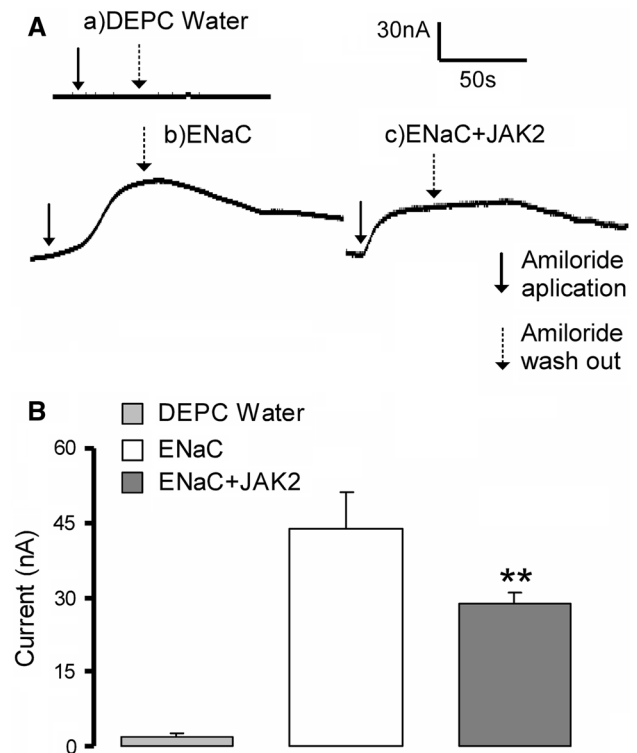 A
a)DEPC Water
30nA
50s
b)ENaC
c)ENaC+JAK2
Amiloride
aplication
Amiloride
wash out
B
DEPC Water
ENaC
ENaC+JAK2
Current (nA)
60
45
30
15
0
**